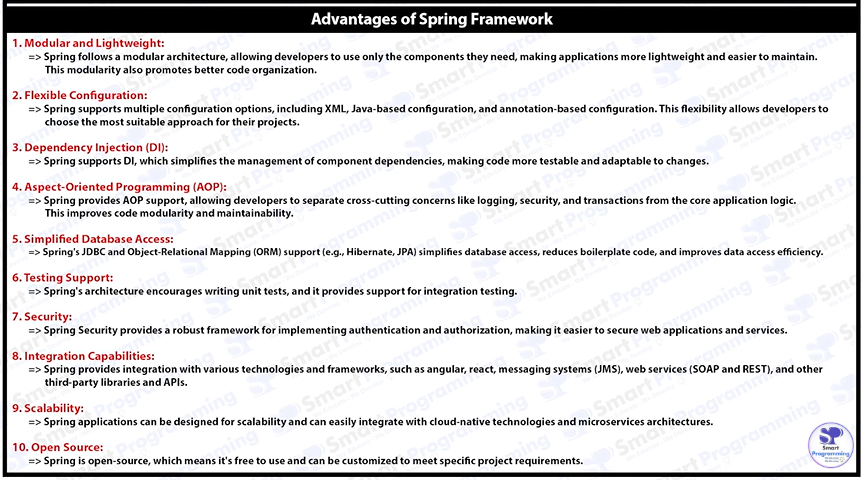 Advantages of Spring Framework
1. Modular and Lightweight:
=> Spring follows a modular architecture, allowing developers to use only the components they need, making applications more lightweight and easier to maintain.
This modularity also promotes better code organization.
2. Flexible Configuration:
=> Spring supports multiple configuration options, including XML, Java-based configuration, and annotation-based configuration. This flexibility allows developers to
choose the most suitable approach for their projects.
3. Dependency Injection (DI):
=> Spring supports DI, which simplifies the management of component dependencies, making code more testable and adaptable to changes.
4. Aspect-Oriented Programming (AOP):
=> Spring provides AOP support, allowing developers to separate cross-cutting concerns like logging, security, and transactions from the core application logic.
This improves code modularity and maintainability.
5. Simplified Database Access:
=> Spring's JDBC and Object-Relational Mapping (ORM) support (e.g., Hibernate, JPA) simplifies database access, reduces boilerplate code, and improves data access efficiency.
6. Testing Support:
=> Spring's architecture encourages writing unit tests, and it provides support for integration testing.
7. Security:
=> Spring Security provides a robust framework for implementing authentication and authorization, making it easier to secure web applications and services.
8. Integration Capabilities:
=> Spring provides integration with various technologies and frameworks, such as angular, react, messaging systems (JMS), web services (SOAP and REST), and other
third-party libraries and APIs.
9. Scalability:
=> Spring applications can be designed for scalability and can easily integrate with cloud-native technologies and microservices architectures.
10. Open Source:
=> Spring is open-source, which means it's free to use and can be customized to meet specific project requirements.
Smart
Programming